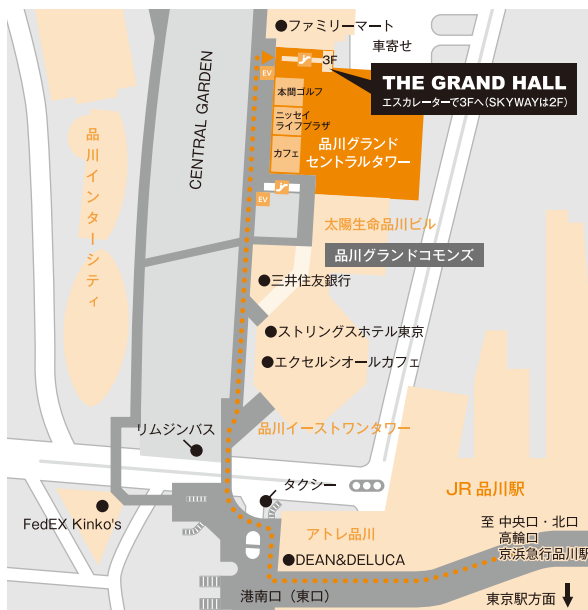 ファミリーマート
車寄せ
3F
EV
THE GRAND HALL
エスカレーターで3Fへ(SKYWAYは2F)
本間ゴルフ
ニッセイ
ライフプラザ
カフェ
品川グランド
セントラルタワー
CENTRAL GARDEN
品川インターシティ
EV
太陽生命品川ビル
品川グランドコモンズ
三井住友銀行
ストリングスホテル東京
エクセルシオールカフェ
品川イーストワンタワー
リムジンバス
タクシー
JR 品川駅
FedEX Kinko's
アトレ品川
至 中央口・北口
高輪口
京浜急行品川駅
DEAN&DELUCA
港南口（東口）
東京駅方面